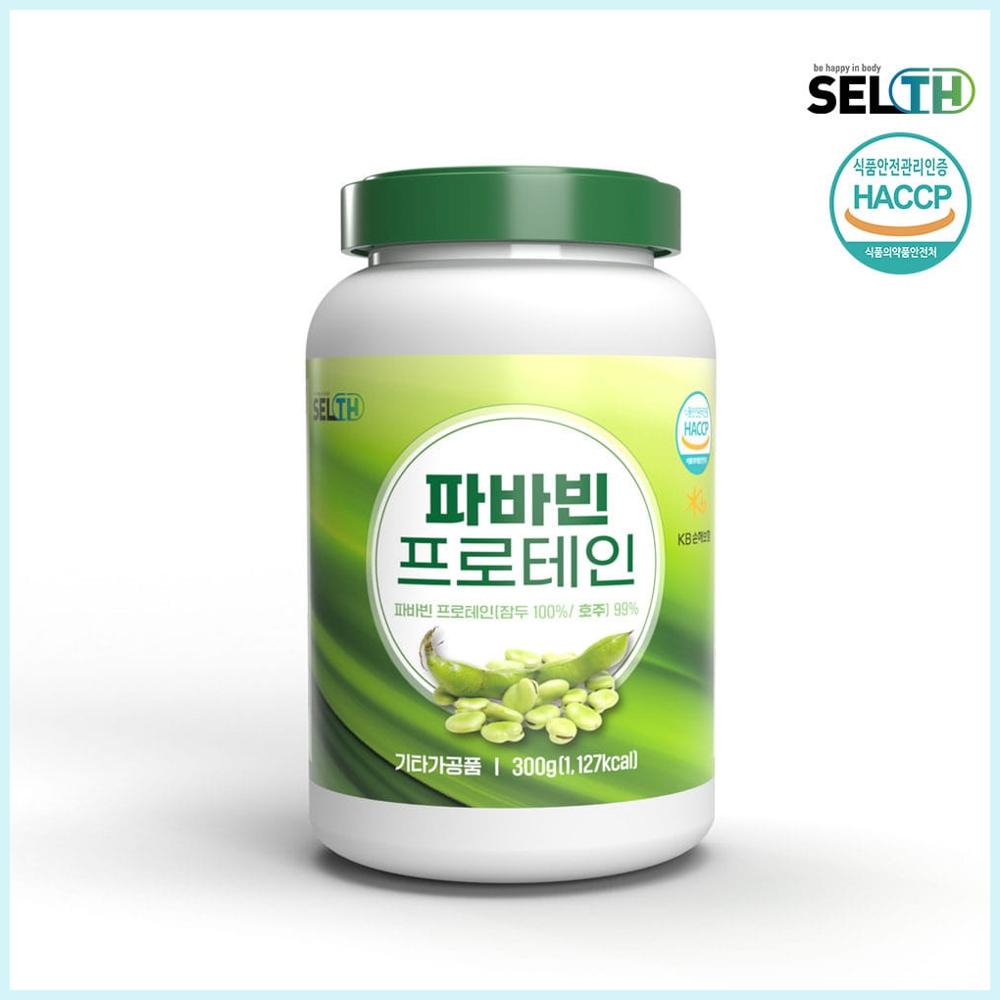 be happy in body
SELTH
식품안전관리인증
HACCP
식품의약품안전처
SELTH
HACCP
KB손해보험
파바빈
프로테인
파바빈 프로테인(잠두 100%/ 호주) 99%
기타가공품 | 300g(1,127kcal)